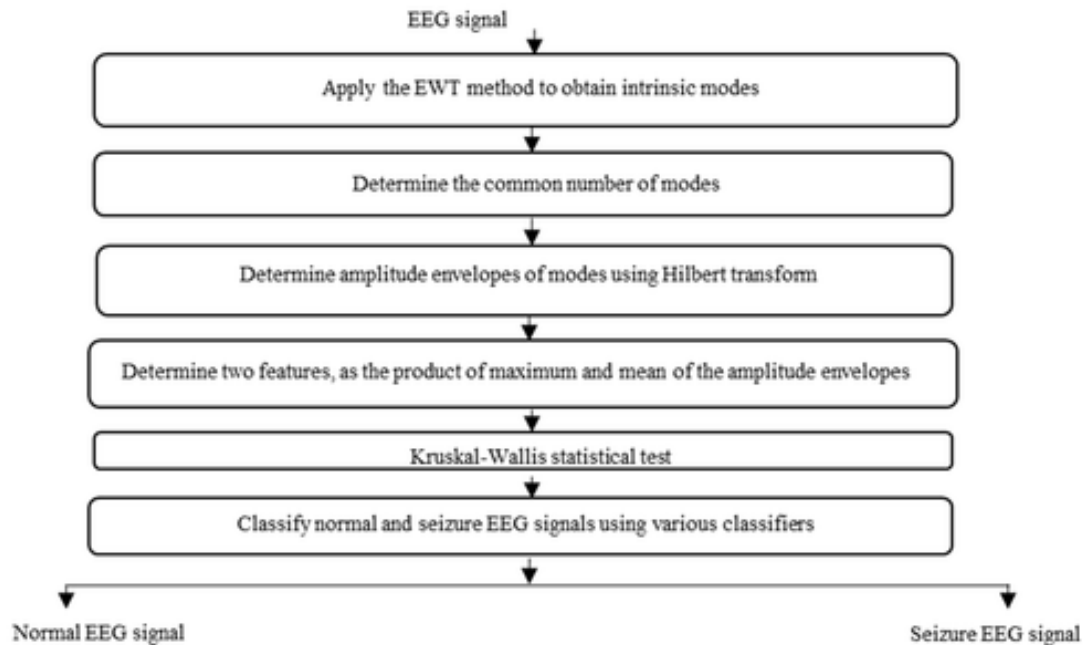 EEG signal
Apply the EWT method to obtain intrinsic modes
Determine the common number of modes
Determine amplitude envelopes of modes using Hilbert transform
Determine two features, as the product of maximum and mean of the amplitude envelopes
Kruskal-Wallis statistical test
Classify normal and seizure EEG signals using various classifiers
Normal EEG signal
Seizure EEG signal